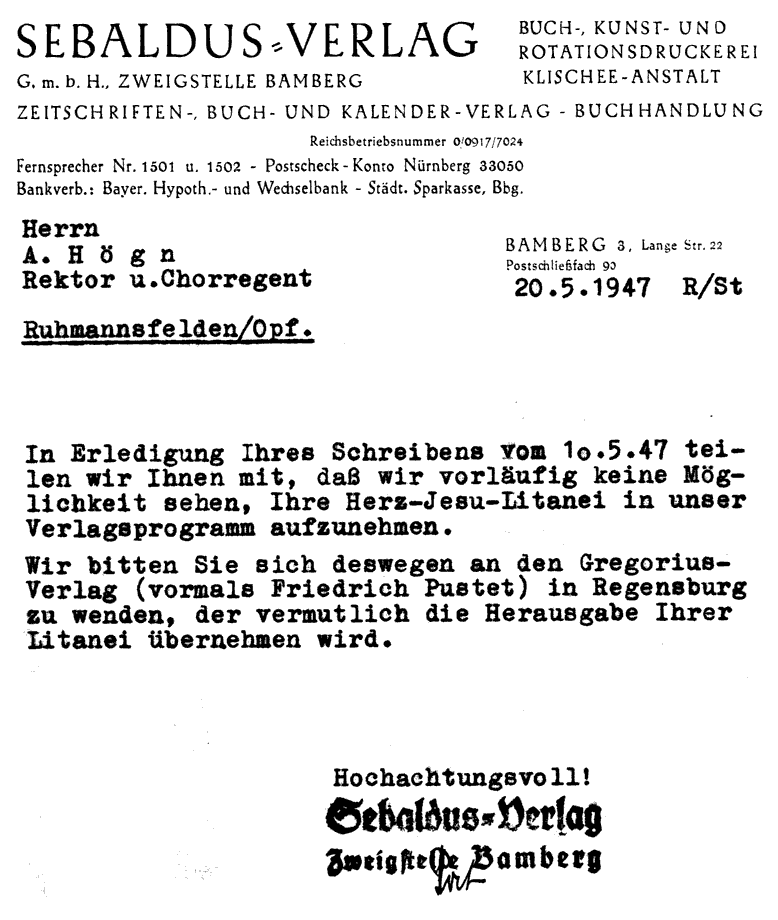 SEBALDUS-VERLAG
G. m. b. H., ZWEIGSTELLE BAMBERG
BUCH-, KUNST- UND
ROTATIONSDRUCKEREI
KLISCHEE-ANSTALT
ZEITSCHRIFTEN-, BUCH- UND KALENDER-VERLAG - BUCHHANDLUNG
Reichsbetriebsnummer 0/0917/7024
Fernsprecher Nr. 1501 u. 1502 - Postscheck-Konto Nürnberg 33050
Bankverb.: Bayer. Hypoth.- und Wechselbank - Städt. Sparkasse, Bbg.
Herrn
A. H ö g n
Rektor u.Chorregent
Ruhmannsfelden/Opf.
BAMBERG 3, Lange Str. 22
Postschließfach 90
20.5.1947 R/St
In Erledigung Ihres Schreibens vom 1o.5.47 tei-
len wir Ihnen mit, daß wir vorläufig keine Mög-
lichkeit sehen, Ihre Herz-Jesu-Litanei in unser
Verlagsprogramm aufzunehmen.
Wir bitten Sie sich deswegen an den Gregorius-
Verlag (vormals Friedrich Pustet) in Regensburg
zu wenden, der vermutlich die Herausgabe Ihrer
Litanei übernehmen wird.
Hochachtungsvoll!
Sebaldus-Verlag
Zweigstelle Bamberg